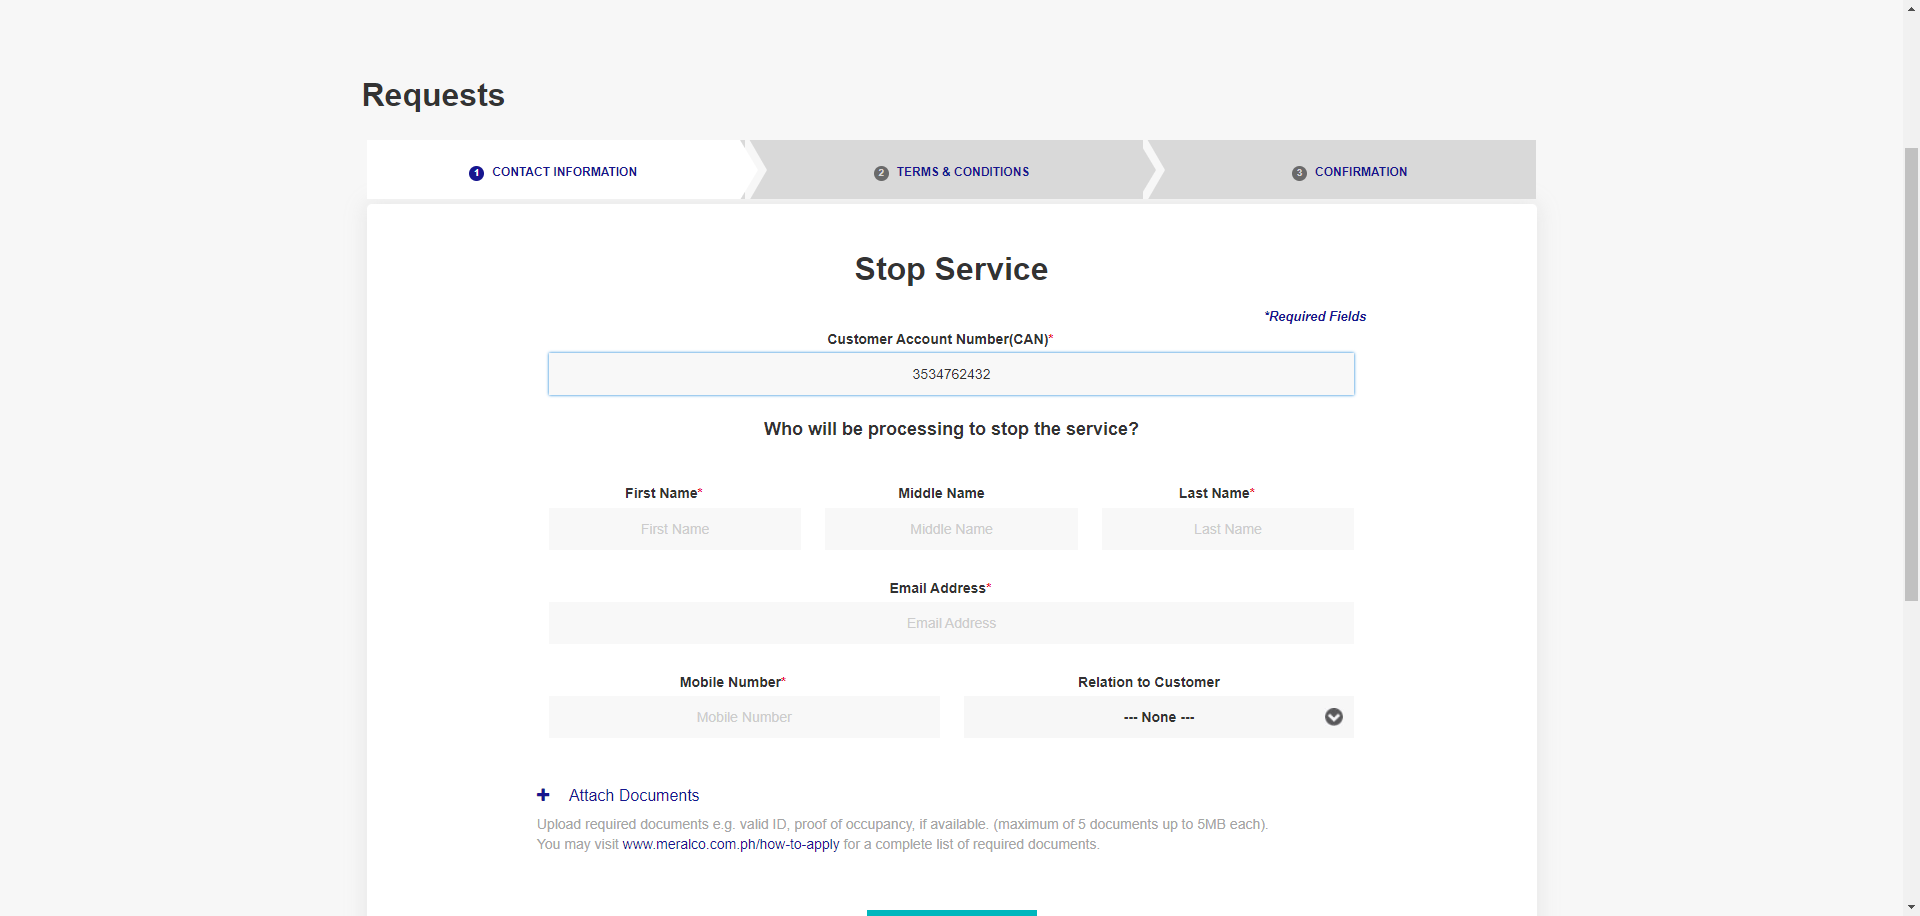 Requests
1 CONTACT INFORMATION
2 TERMS & CONDITIONS
3 CONFIRMATION
Stop Service
*Required Fields
Customer Account Number(CAN)*
3534762432
Who will be processing to stop the service?
First Name* Middle Name Last Name*
First Name Middle Name Last Name
Email Address*
Email Address
Mobile Number* Relation to Customer
Mobile Number --- None ---
+ Attach Documents
Upload required documents e.g. valid ID, proof of occupancy, if available. (maximum of 5 documents up to 5MB each).
You may visit www.meralco.com.ph/how-to-apply for a complete list of required documents.